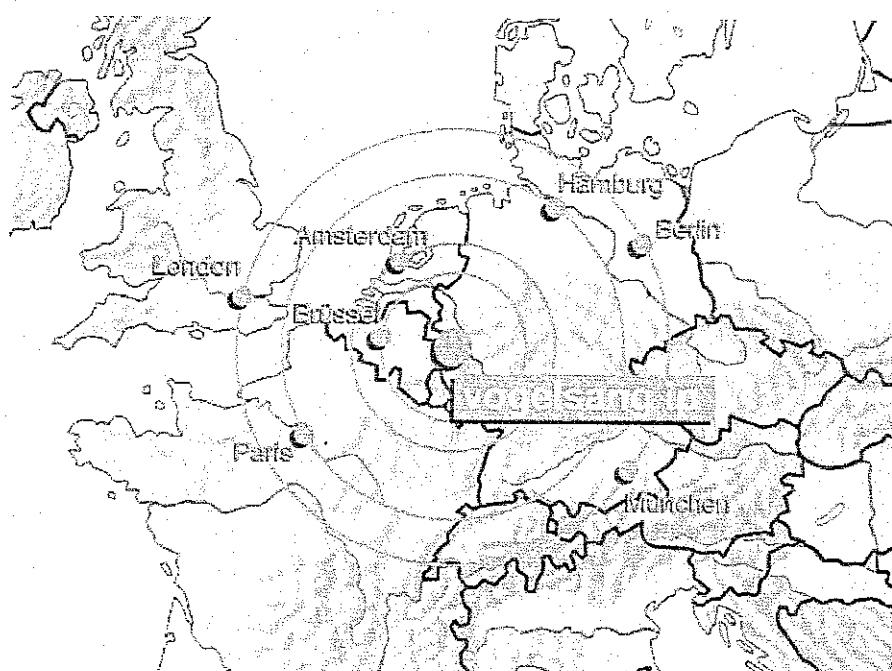 Hamburg
Berlin
Amsterdam
London
Brüssel
vogelsang ip
Paris
München